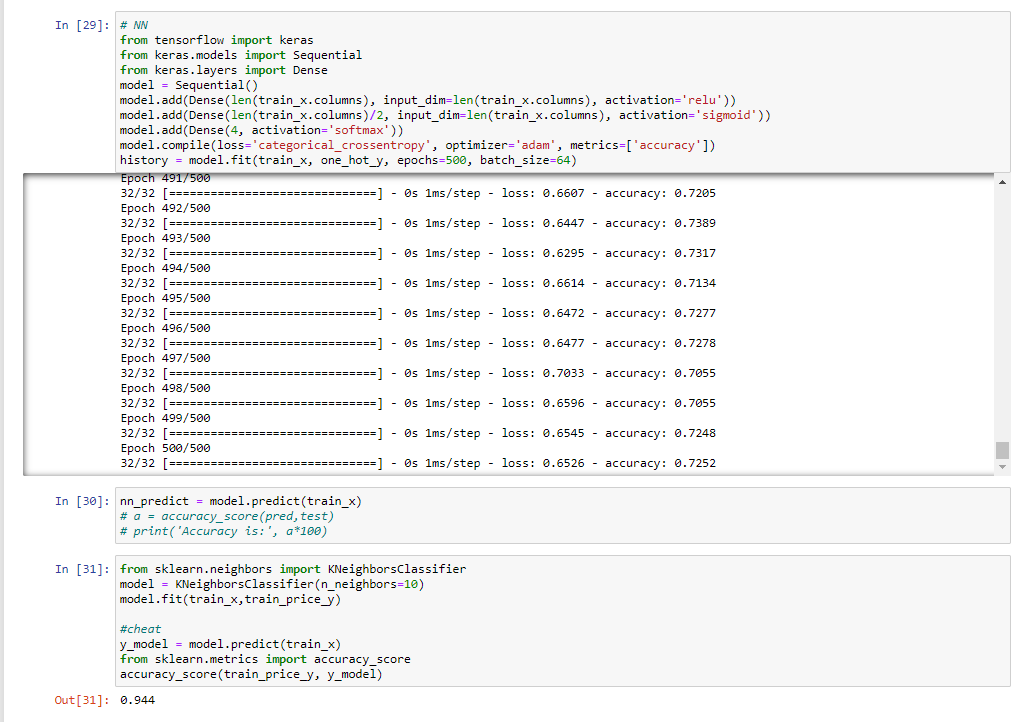 In [29]: # NN
from tensorflow import keras
from keras.models import Sequential
from keras.layers import Dense
model = Sequential()
model.add(Dense(len(train_x.columns), input_dim=len(train_x.columns), activation='relu'))
model.add(Dense(len(train_x.columns)/2, input_dim=len(train_x.columns), activation='sigmoid'))
model.add(Dense(4, activation='softmax'))
model.compile(loss='categorical_crossentropy', optimizer='adam', metrics=['accuracy'])
history = model.fit(train_x, one_hot_y, epochs=500, batch_size=64)
Epoch 491/500
32/32 [==============================] - 0s 1ms/step - loss: 0.6607 - accuracy: 0.7205
Epoch 492/500
32/32 [==============================] - 0s 1ms/step - loss: 0.6447 - accuracy: 0.7389
Epoch 493/500
32/32 [==============================] - 0s 1ms/step - loss: 0.6295 - accuracy: 0.7317
Epoch 494/500
32/32 [==============================] - 0s 1ms/step - loss: 0.6614 - accuracy: 0.7134
Epoch 495/500
32/32 [==============================] - 0s 1ms/step - loss: 0.6472 - accuracy: 0.7277
Epoch 496/500
32/32 [==============================] - 0s 1ms/step - loss: 0.6477 - accuracy: 0.7278
Epoch 497/500
32/32 [==============================] - 0s 1ms/step - loss: 0.7033 - accuracy: 0.7055
Epoch 498/500
32/32 [==============================] - 0s 1ms/step - loss: 0.6596 - accuracy: 0.7055
Epoch 499/500
32/32 [==============================] - 0s 1ms/step - loss: 0.6545 - accuracy: 0.7248
Epoch 500/500
32/32 [==============================] - 0s 1ms/step - loss: 0.6526 - accuracy: 0.7252
In [30]: nn_predict = model.predict(train_x)
# a = accuracy_score(pred,test)
# print('Accuracy is:', a*100)
In [31]: from sklearn.neighbors import KNeighborsClassifier
model = KNeighborsClassifier(n_neighbors=10)
model.fit(train_x,train_price_y)
#cheat
y_model = model.predict(train_x)
from sklearn.metrics import accuracy_score
accuracy_score(train_price_y, y_model)
Out[31]: 0.944